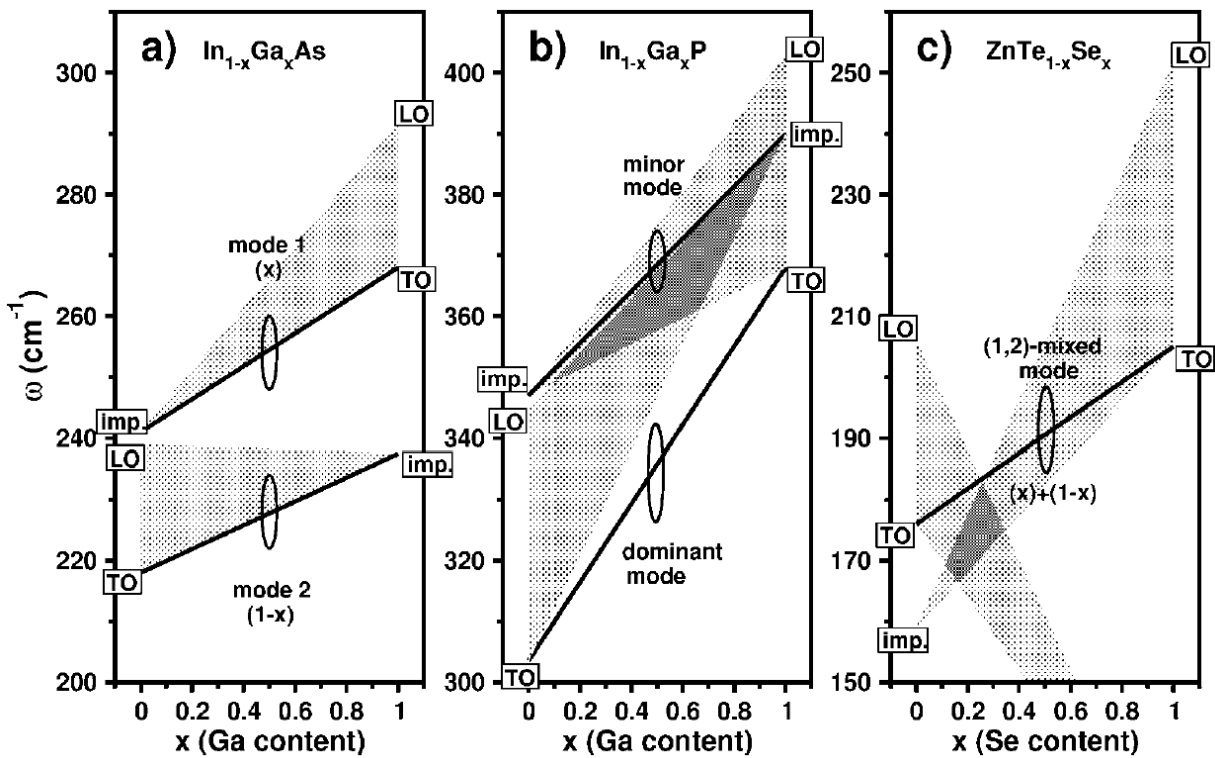 a) In1-xGaxAs
300
280
260
240
220
200
ω (cm-1)
LO
mode 1
(x)
TO
imp.
LO
imp.
TO
mode 2
(1-x)
0 0.2 0.4 0.6 0.8 1
x (Ga content)
b) In1-xGaxP
400
380
360
340
320
300
LO
imp.
minor
mode
TO
imp.
LO
dominant
mode
TO
0 0.2 0.4 0.6 0.8 1
x (Ga content)
c) ZnTe1-xSex
250
230
210
190
170
150
LO
LO
(1,2)-mixed
mode
TO
(x)+(1-x)
TO
imp.
0 0.2 0.4 0.6 0.8 1
x (Se content)